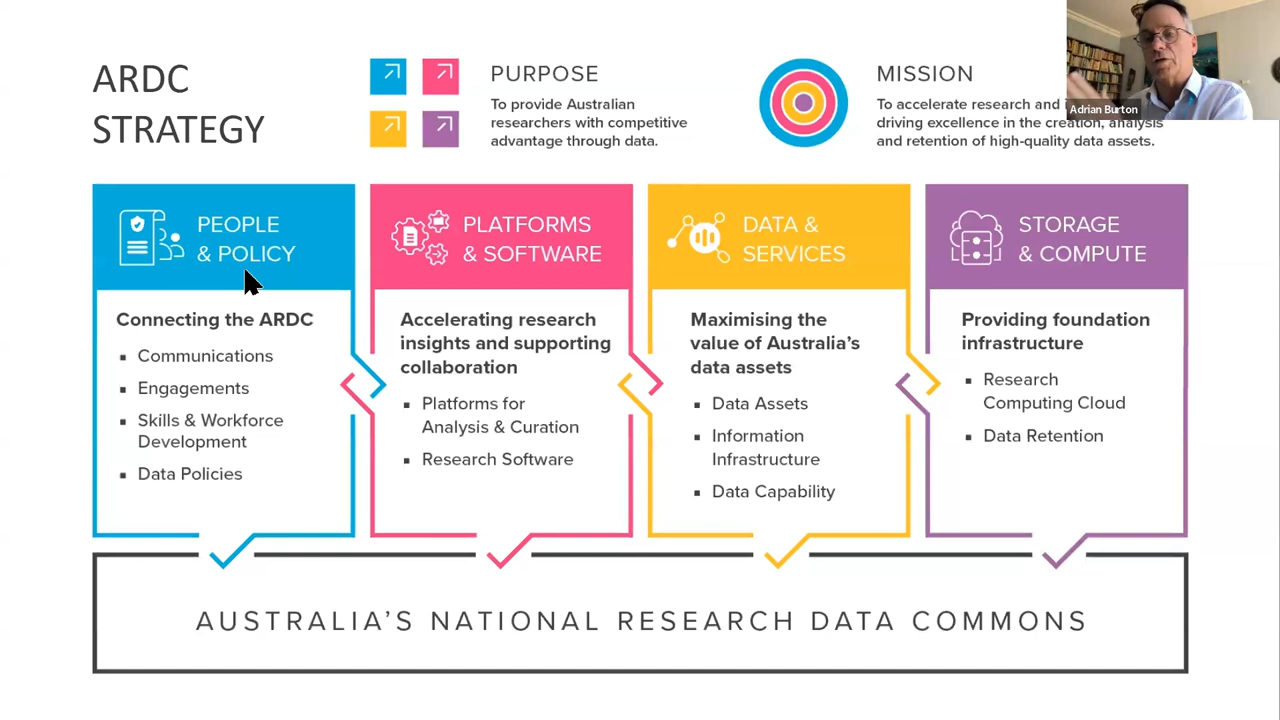 ARDC
STRATEGY
PURPOSE
To provide Australian
researchers with competitive
advantage through data.
MISSION
To accelerate research and
driving excellence in the creation, analysis
and retention of high-quality data assets.
Adrian Burton
PEOPLE
& POLICY
Connecting the ARDC
▪ Communications
▪ Engagements
▪ Skills & Workforce
Development
▪ Data Policies
PLATFORMS
& SOFTWARE
Accelerating research
insights and supporting
collaboration
▪ Platforms for
Analysis & Curation
▪ Research Software
DATA &
SERVICES
Maximising the
value of Australia's
data assets
▪ Data Assets
▪ Information
Infrastructure
▪ Data Capability
STORAGE
& COMPUTE
Providing foundation
infrastructure
▪ Research
Computing Cloud
▪ Data Retention
AUSTRALIA'S NATIONAL RESEARCH DATA COMMONS